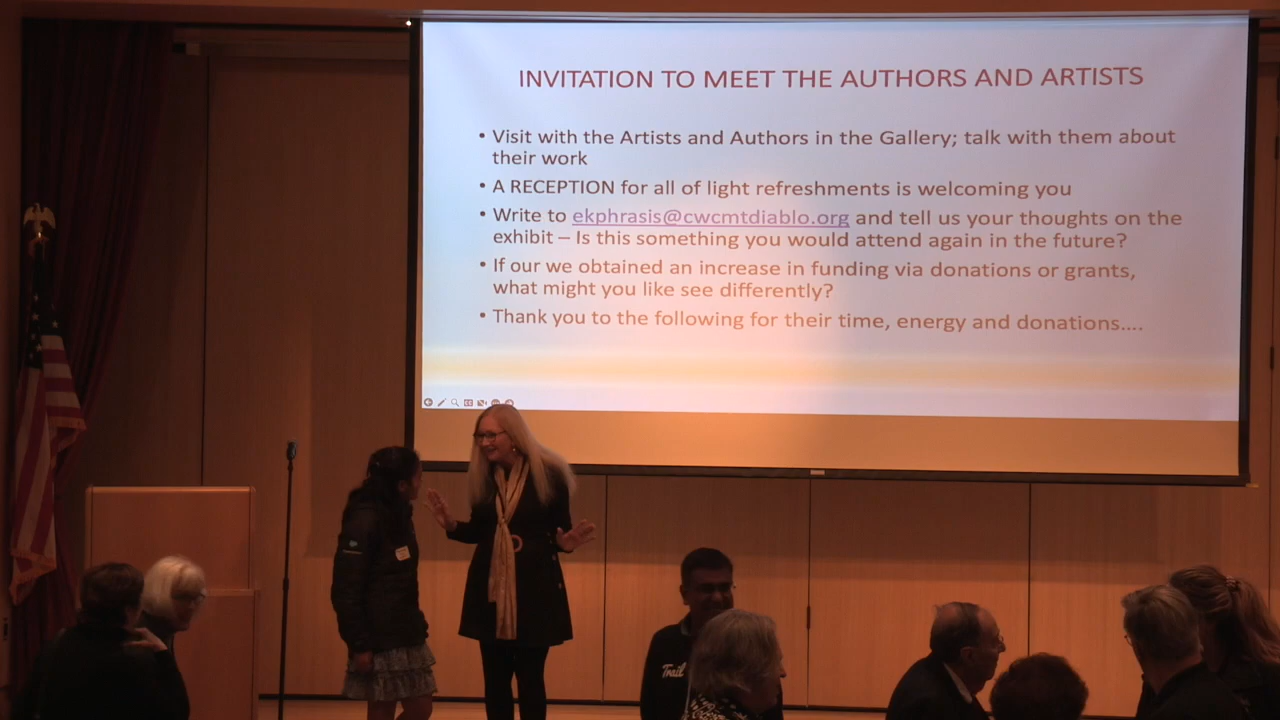 INVITATION TO MEET THE AUTHORS AND ARTISTS
• Visit with the Artists and Authors in the Gallery; talk with them about
their work
• A RECEPTION for all of light refreshments is welcoming you
• Write to ekphrasis@cwcmtdiablo.org and tell us your thoughts on the
exhibit – Is this something you would attend again in the future?
• If our we obtained an increase in funding via donations or grants,
what might you like see differently?
• Thank you to the following for their time, energy and donations....
Trail